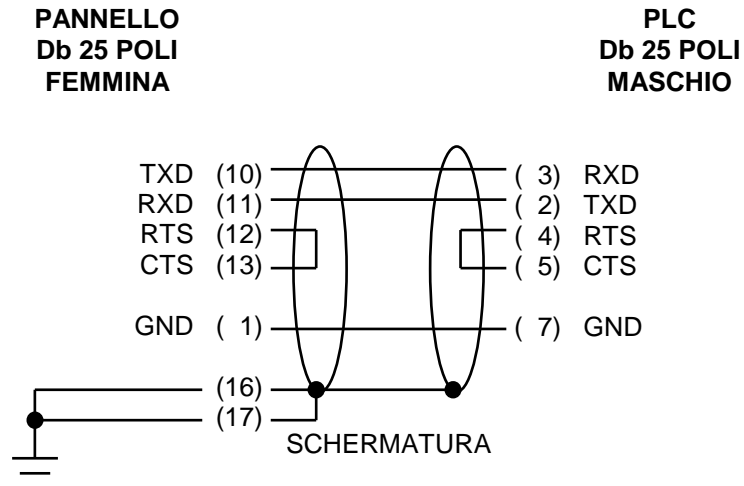 PANNELLO
Db 25 POLI
FEMMINA
PLC
Db 25 POLI
MASCHIO
TXD (10) ( 3) RXD
RXD (11) ( 2) TXD
RTS (12) ( 4) RTS
CTS (13) ( 5) CTS
GND ( 1) ( 7) GND
(16)
(17)
SCHERMATURA